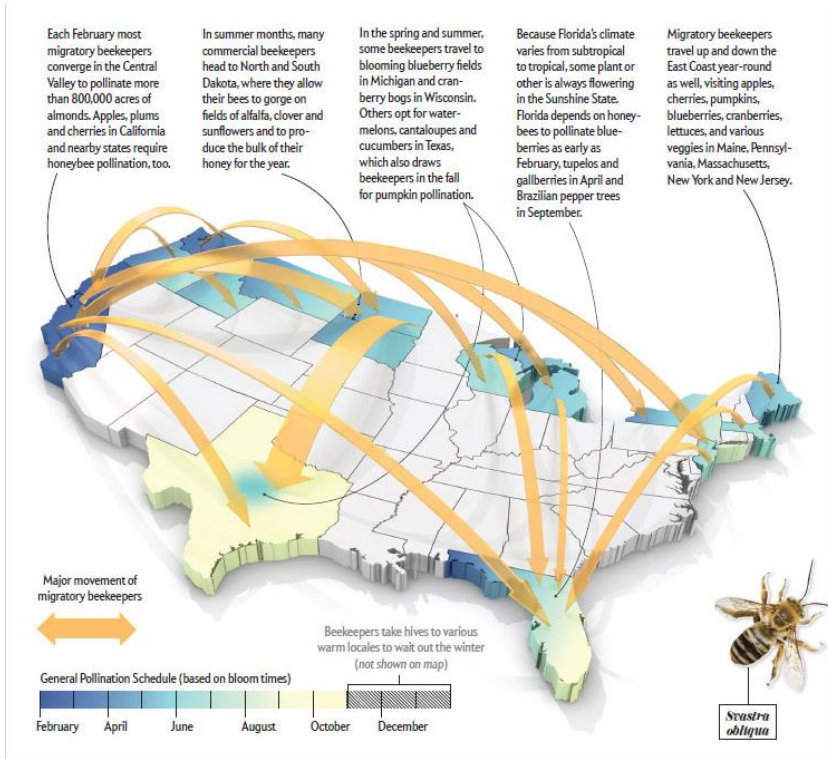 Each February most
migratory beekeepers
converge in the Central
Valley to pollinate more
than 800,000 acres of
almonds. Apples, plums
and cherries in California
and nearby states require
honeybee pollination, too.
In summer months, many
commercial beekeepers
head to North and South
Dakota, where they allow
their bees to gorge on
fields of alfalfa, clover and
sunflowers and to pro-
duce the bulk of their
honey for the year.
In the spring and summer,
some beekeepers travel to
blooming blueberry fields
in Michigan and cran-
berry bogs in Wisconsin.
Others opt for water-
melons, cantaloupes and
cucumbers in Texas,
which also draws
beekeepers in the fall
for pumpkin pollination.
Because Florida's climate
varies from subtropical
to tropical, some plant or
other is always flowering
in the Sunshine State.
Florida depends on honey-
bees to pollinate blue-
berries as early as
February, tupelos and
gallberries in April and
Brazilian pepper trees
in September.
Migratory beekeepers
travel up and down the
East Coast year-round
as well, visiting apples,
cherries, pumpkins,
blueberries, cranberries,
lettuces, and various
veggies in Maine, Pennsyl-
vania, Massachusetts,
New York and New Jersey.
Major movement of
migratory beekeepers
Beekeepers take hives to various
warm locales to wait out the winter
(not shown on map)
General Pollination Schedule (based on bloom times)
February April June August October December
Svastra
obliqua